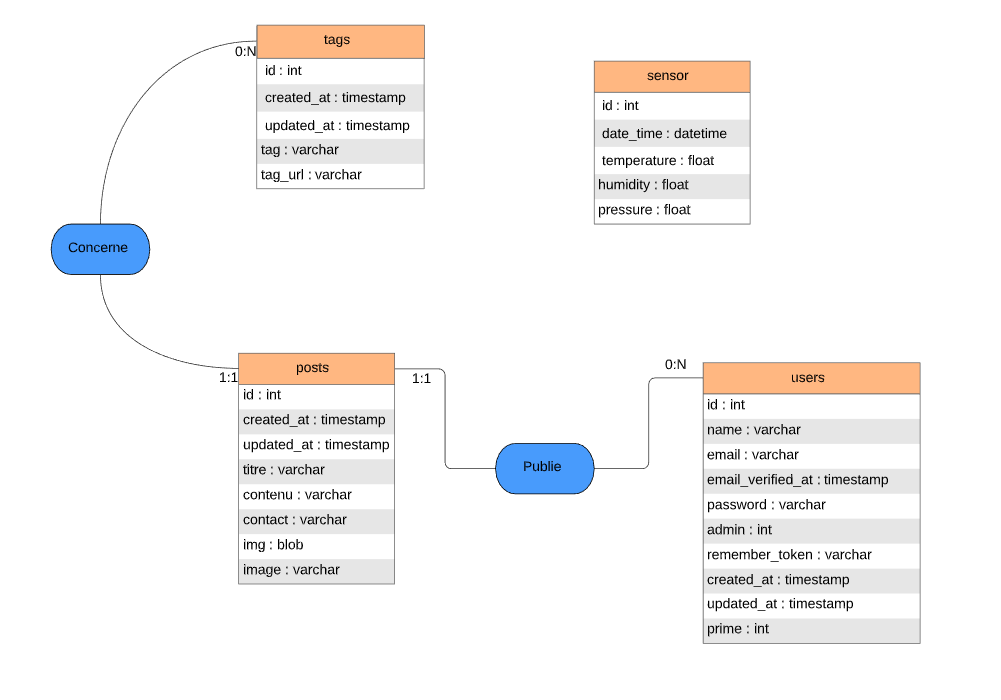 tags
0:N
id : int
created_at : timestamp
updated_at : timestamp
tag : varchar
tag_url : varchar
sensor
id : int
date_time : datetime
temperature : float
humidity : float
pressure : float
Concerne
posts
1:1
1:1
id : int
created_at : timestamp
updated_at : timestamp
titre : varchar
contenu : varchar
contact : varchar
img : blob
image : varchar
Publie
0:N
users
id : int
name : varchar
email : varchar
email_verified_at : timestamp
password : varchar
admin : int
remember_token : varchar
created_at : timestamp
updated_at : timestamp
prime : int